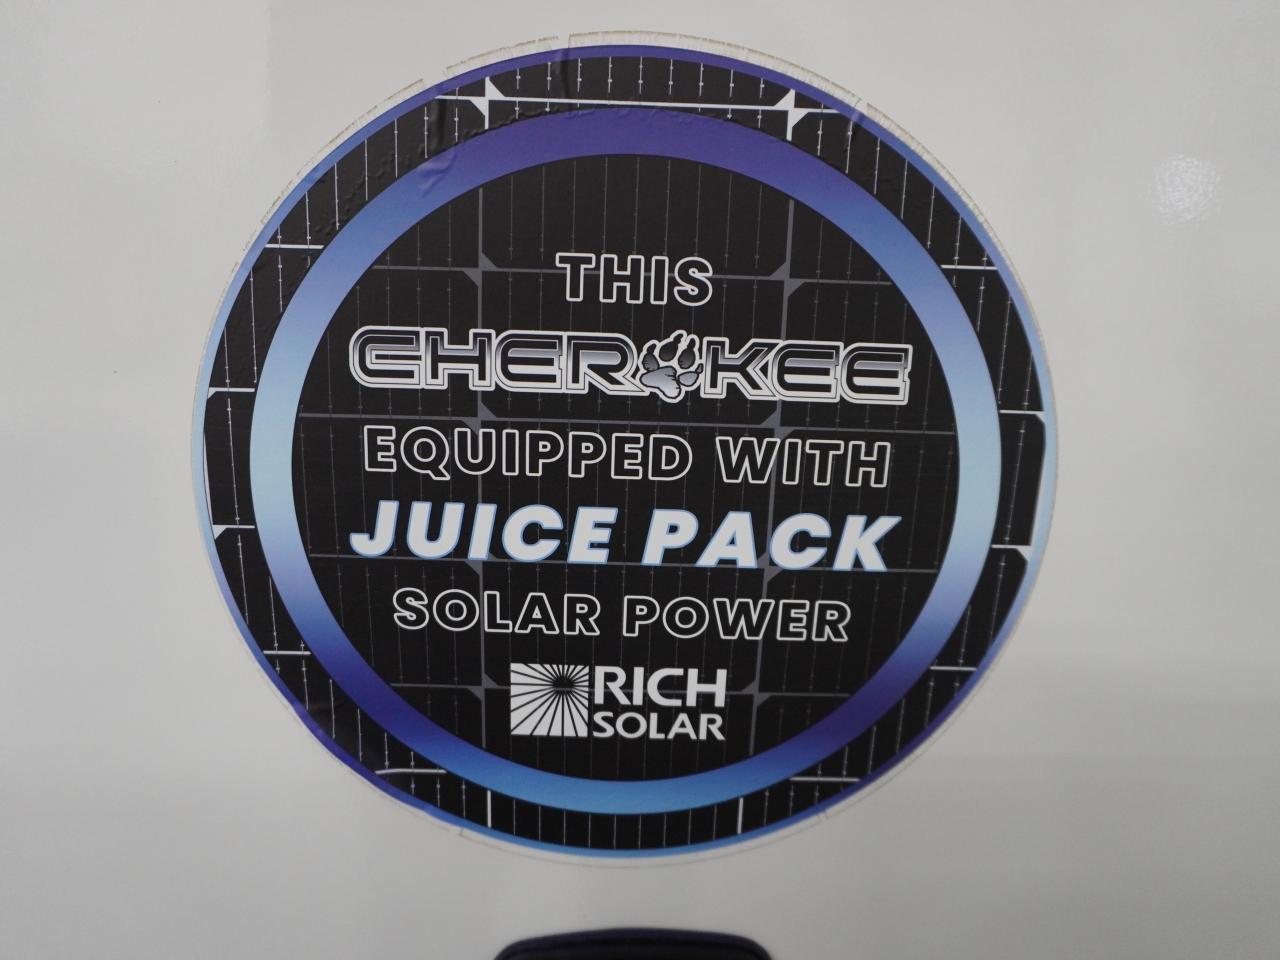 THIS
CHEROKEE
EQUIPPED WITH
JUICE PACK
SOLAR POWER
RICH
SOLAR